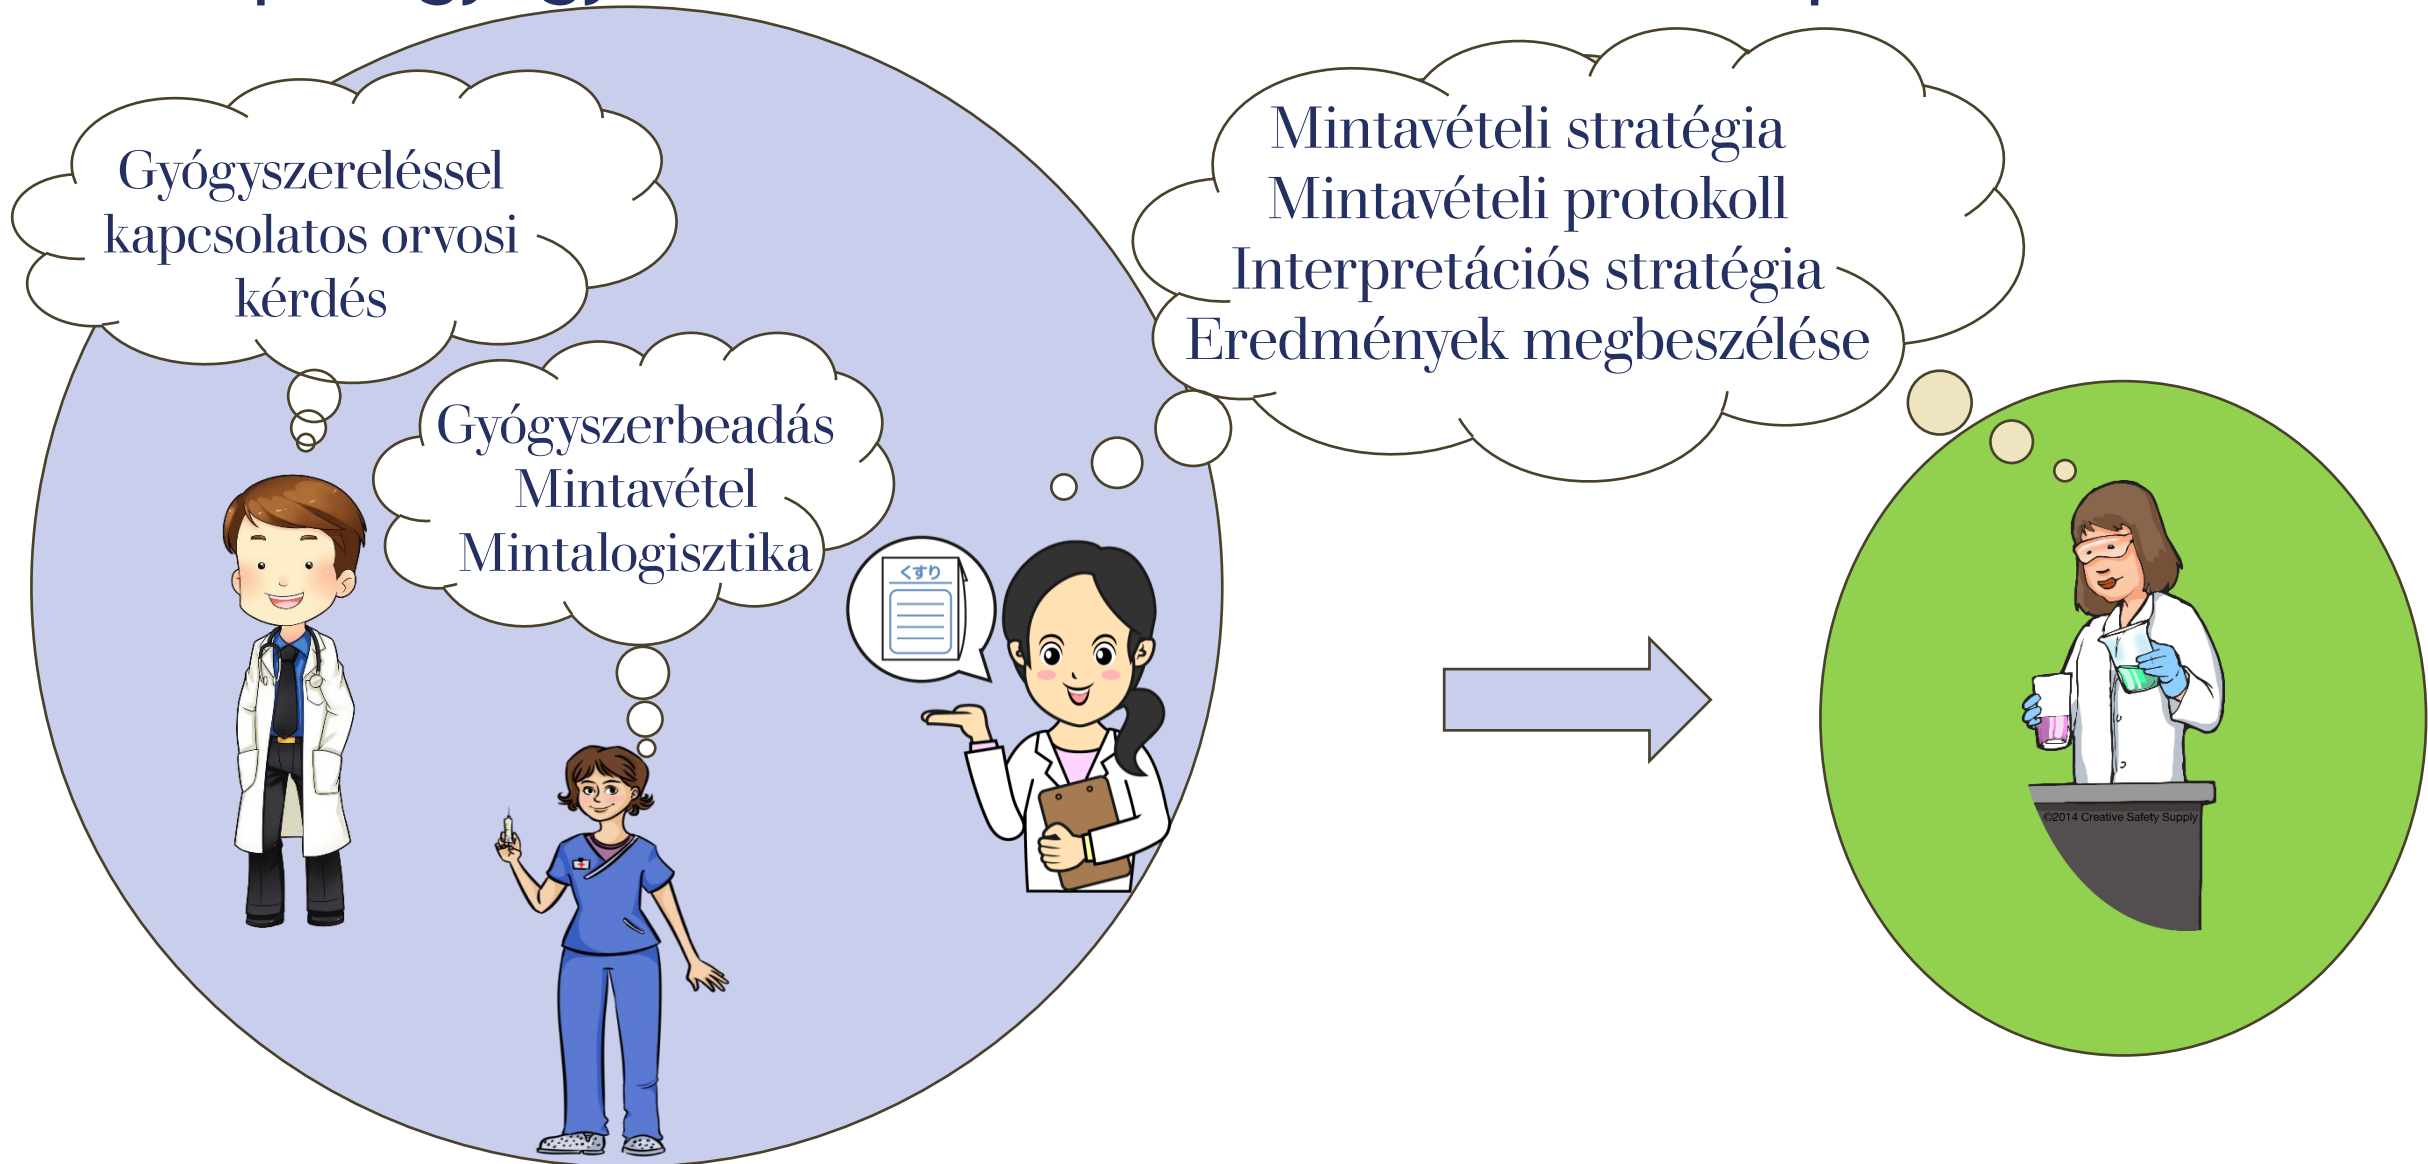 Gyógyszereléssel
kapcsolatos orvosi
kérdés
Gyógyszerbeadás
Mintavétel
Mintalogisztika
Mintavételi stratégia
Mintavételi protokoll
Interpretációs stratégia
Eredmények megbeszélése
くすり
©2014 Creative Safety Supply